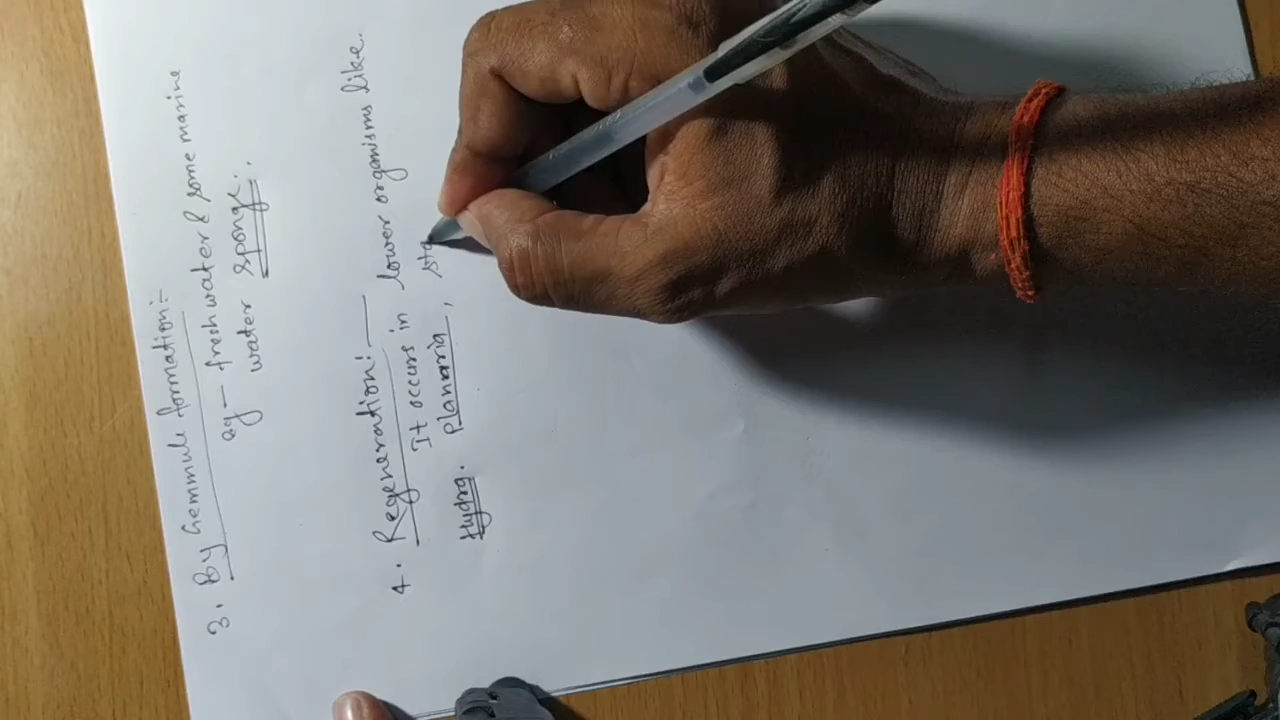 3. By Gemmule formation:-
eg - fresh water & some marine
water sponge.
4. Regeneration:-
It occurs in lower organisms like.
Hydra. Planaria, sta